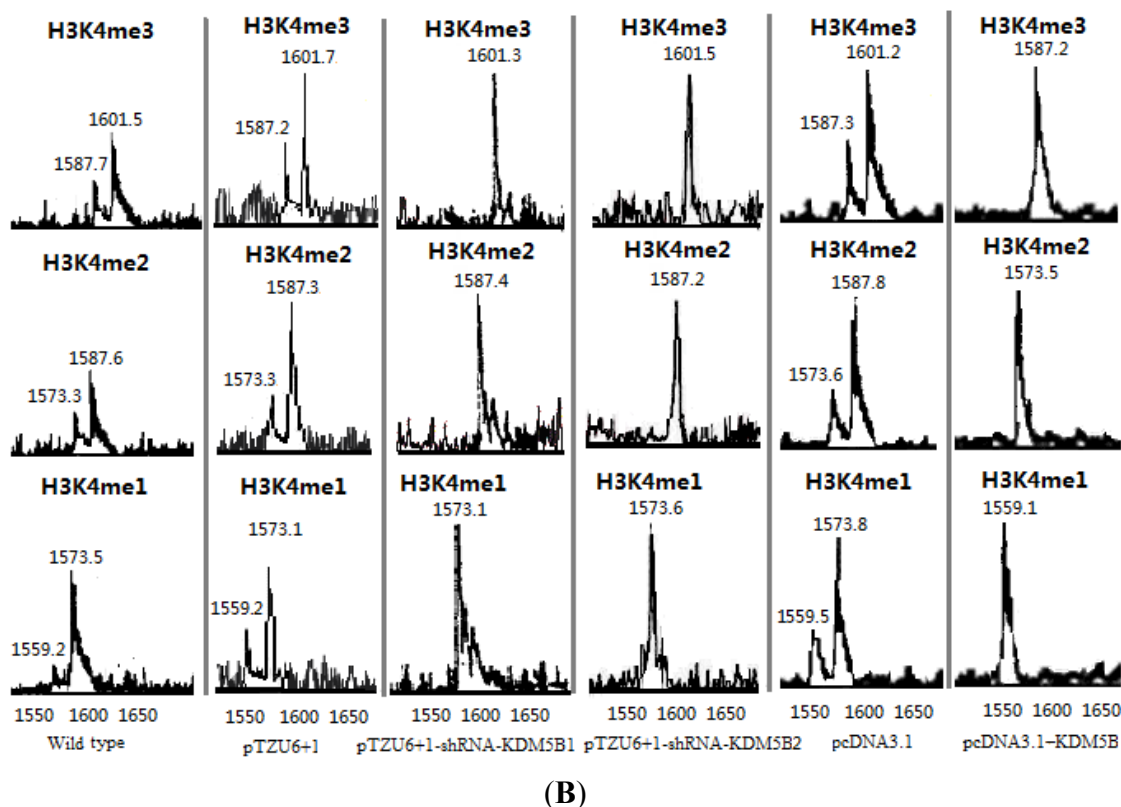 H3K4me3 H3K4me3 H3K4me3 H3K4me3 H3K4me3 H3K4me3
1601.5 1601.7 1601.3 1601.5 1601.2 1587.2
1587.7 1587.2 1587.3
H3K4me2 H3K4me2 H3K4me2 H3K4me2 H3K4me2 H3K4me2
1587.6 1587.3 1587.4 1587.2 1587.8 1573.5
1573.3 1573.3 1573.6
H3K4me1 H3K4me1 H3K4me1 H3K4me1 H3K4me1 H3K4me1
1573.5 1573.1 1573.1 1573.6 1573.8 1559.1
1559.2 1559.2 1559.5
1550 1600 1650 1550 1600 1650 1550 1600 1650 1550 1600 1650 1550 1600 1650 1550 1600 1650
Wild type pTZU6+1 pTZU6+1-shRNA-KDM5B1 pTZU6+1-shRNA-KDM5B2 pcDNA3.1 pcDNA3.1–KDM5B
(B)